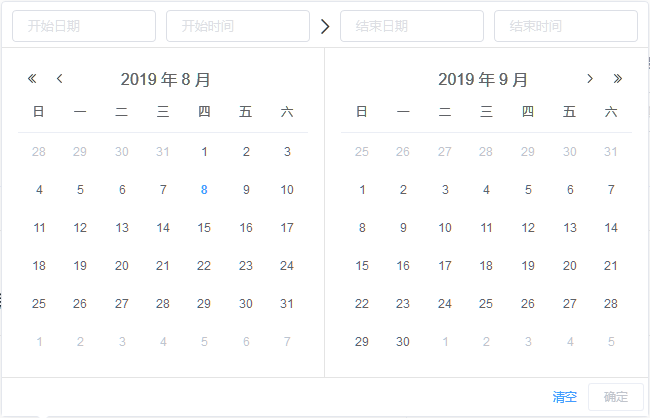 开始日期 开始时间 结束日期 结束时间
2019 年 8 月
日 一 二 三 四 五 六
28 29 30 31 1 2 3
4 5 6 7 8 9 10
11 12 13 14 15 16 17
18 19 20 21 22 23 24
25 26 27 28 29 30 31
1 2 3 4 5 6 7
2019 年 9 月
日 一 二 三 四 五 六
25 26 27 28 29 30 31
1 2 3 4 5 6 7
8 9 10 11 12 13 14
15 16 17 18 19 20 21
22 23 24 25 26 27 28
29 30 1 2 3 4 5
清空 确定